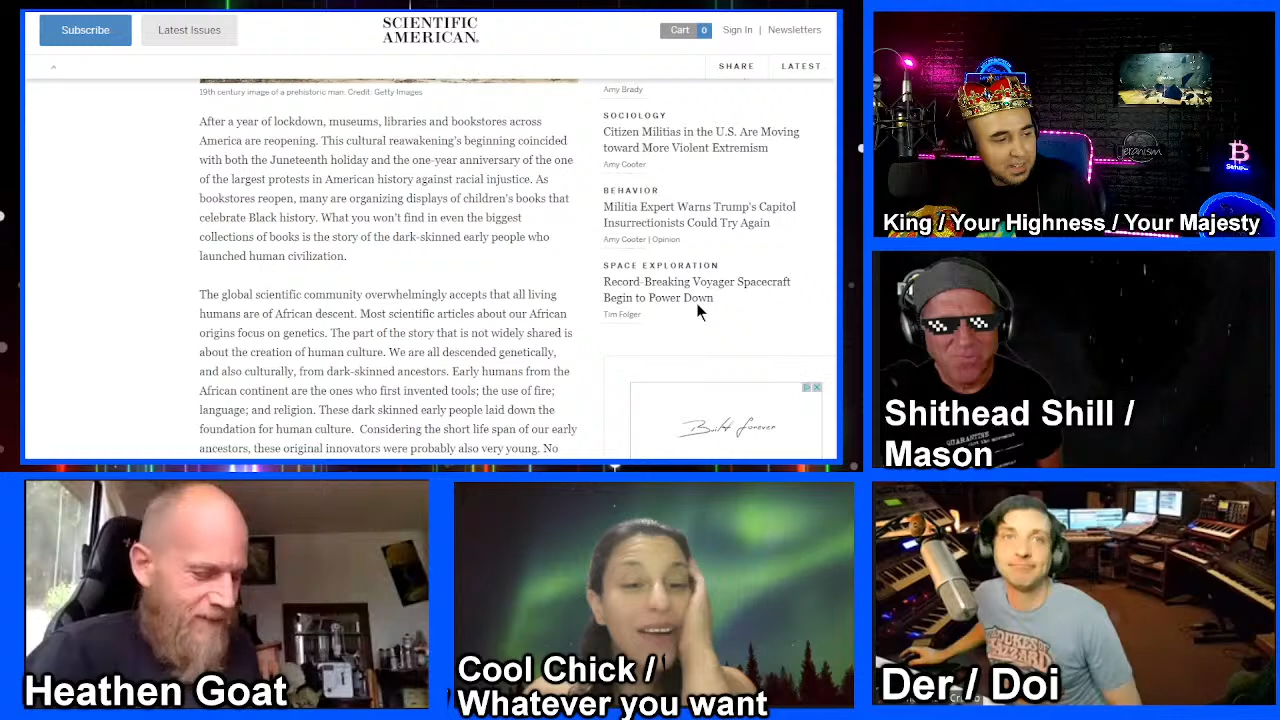 Subscribe
Latest Issues
SCIENTIFIC
AMERICAN
Cart 0
Sign In | Newsletters
SHARE
LATEST
19th century image of a prehistoric man. Credit: Getty Images
After a year of lockdown, museums, libraries and bookstores across
America are reopening. This cultural reawakening's beginning coincided
with both the Juneteenth holiday and the one-year anniversary of the one
of the largest protests in American history against racial injustice. As
bookstores reopen, many are organizing displays of children's books that
celebrate Black history. What you won't find in even the biggest
collections of books is the story of the dark-skinned early people who
launched human civilization.
The global scientific community overwhelmingly accepts that all living
humans are of African descent. Most scientific articles about our African
origins focus on genetics. The part of the story that is not widely shared is
about the creation of human culture. We are all descended genetically,
and also culturally, from dark-skinned ancestors. Early humans from the
African continent are the ones who first invented tools; the use of fire;
language; and religion. These dark skinned early people laid down the
foundation for human culture. Considering the short life span of our early
ancestors, these original innovators were probably also very young. No
Amy Brady
SOCIOLOGY
Citizen Militias in the U.S. Are Moving
toward More Violent Extremism
Amy Cooter
BEHAVIOR
Militia Expert Warns Trump's Capitol
Insurrectionists Could Try Again
Amy Cooter | Opinion
SPACE EXPLORATION
Record-Breaking Voyager Spacecraft
Begin to Power Down
Tim Folger
Built forever
jeranism
King / Your Highness / Your Majesty
QUARANTINE
Shithead Shill /
Mason
Heathen Goat
Cool Chick /
Whatever you want
DUKES OF
HAZZARD
Der / Doi